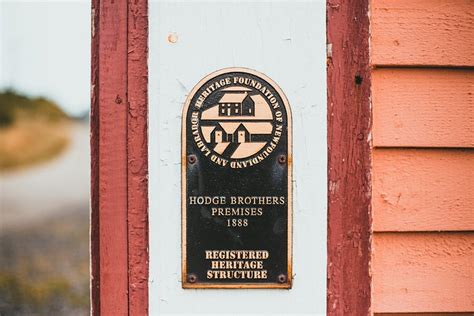 HERITAGE FOUNDATION OF NEWFOUNDLAND AND LABRADOR
HODGE BROTHERS
PREMISES
1888
REGISTERED
HERITAGE
STRUCTURE